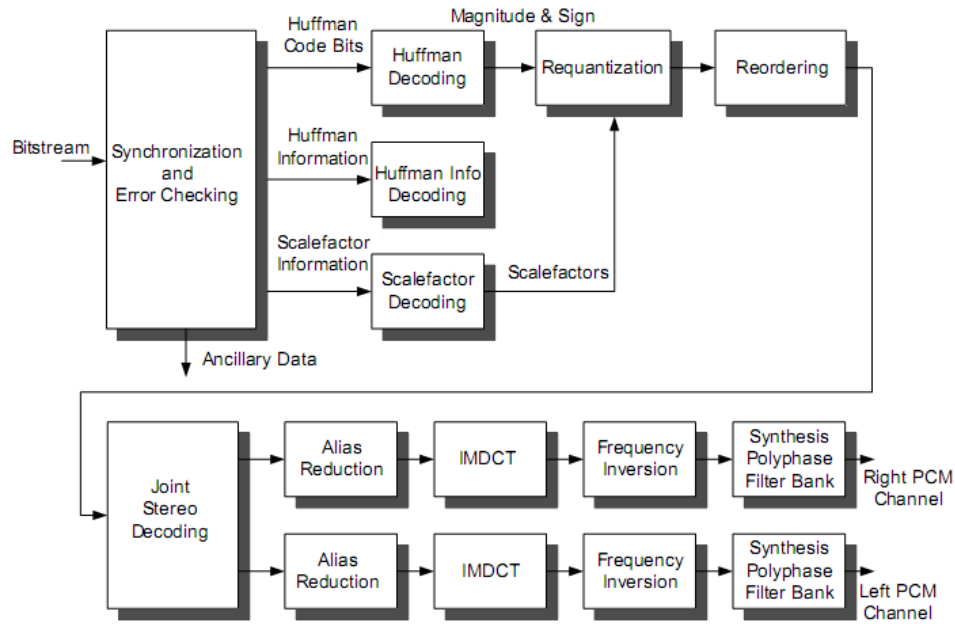 Magnitude & Sign
Huffman
Code Bits
Huffman
Decoding
Requantization
Reordering
Bitstream
Synchronization
and
Error Checking
Huffman
Information
Huffman Info
Decoding
Scalefactor
Information
Scalefactor
Decoding
Scalefactors
Ancillary Data
Joint
Stereo
Decoding
Alias
Reduction
IMDCT
Frequency
Inversion
Synthesis
Polyphase
Filter Bank
Right PCM
Channel
Alias
Reduction
IMDCT
Frequency
Inversion
Synthesis
Polyphase
Filter Bank
Left PCM
Channel